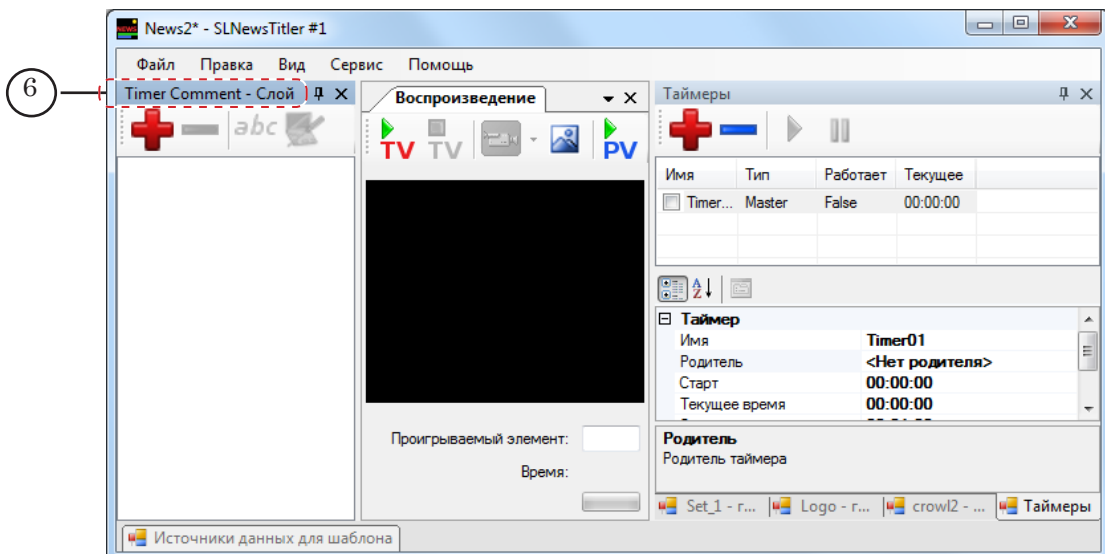 News2* - SLNewsTitler #1
Файл Правка Вид Сервис Помощь
6
Timer Comment - Слой
abc
Воспроизведение
TV TV PV
Проигрываемый элемент:
Время:
Таймеры
Имя Тип Работает Текущее
Timer... Master False 00:00:00
Таймер
Имя Timer01
Родитель <Нет родителя>
Старт 00:00:00
Текущее время 00:00:00
Родитель
Родитель таймера
Set_1 - г... Logo - г... crowl2 - ... Таймеры
Источники данных для шаблона